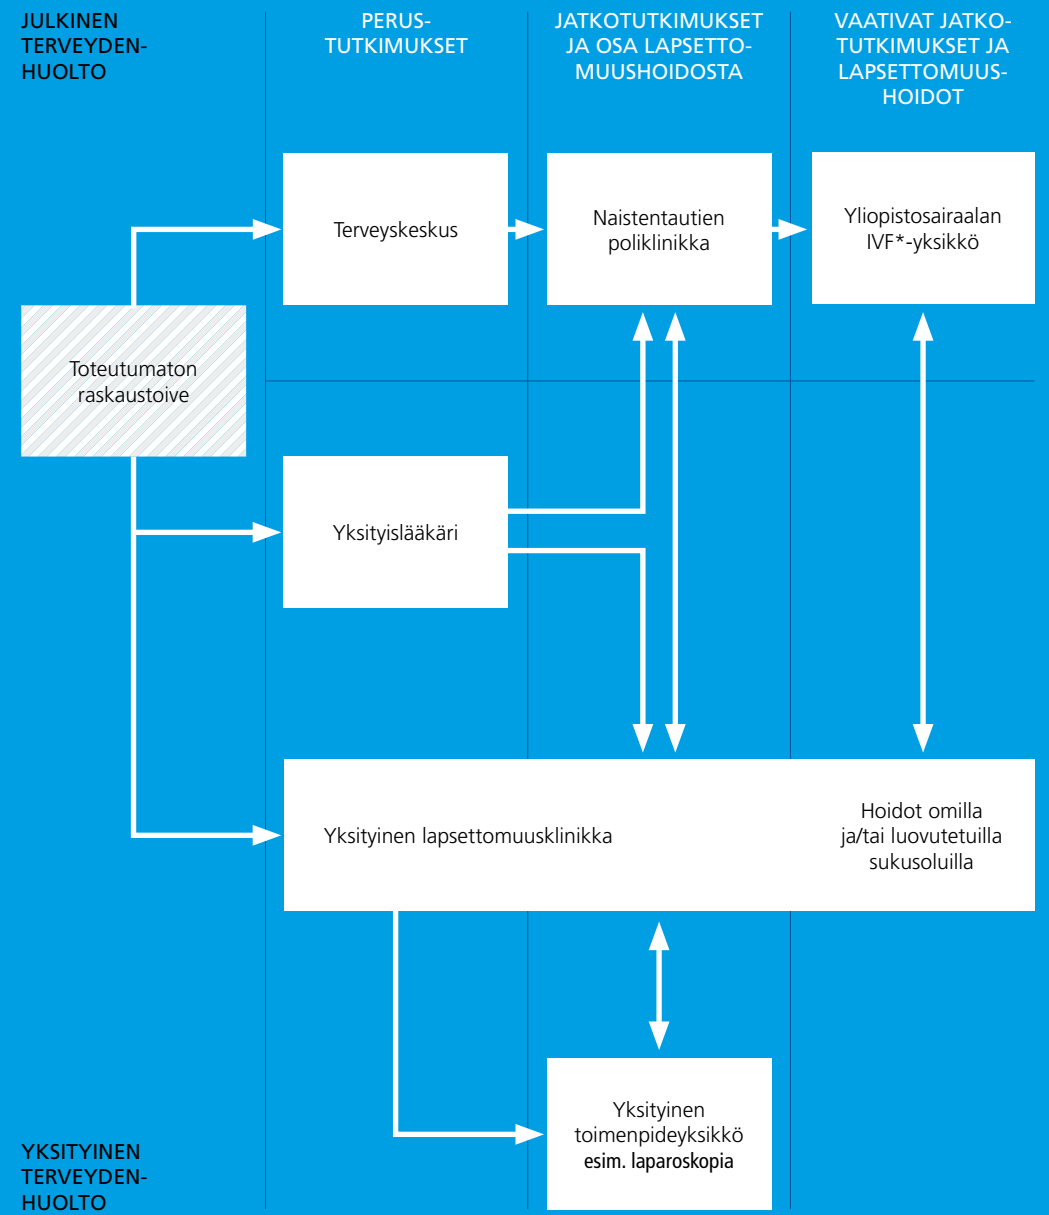 JULKINEN
TERVEYDEN-
HUOLTO
PERUS-
TUTKIMUKSET
JATKOTUTKIMUKSET
JA OSA LAPSETTO-
MUUSHOIDOSTA
VAATIVAT JATKO-
TUTKIMUKSET JA
LAPSETTOMUUS-
HOIDOT
Terveyskeskus
Naistentautien
poliklinikka
Yliopistosairaalan
IVF*-yksikkö
Toteutumaton
raskaustoive
Yksityislääkäri
Yksityinen lapsettomuusklinikka
Hoidot omilla
ja/tai luovutetuilla
sukusoluilla
Yksityinen
toimenpideyksikkö
esim. laparoskopia
YKSITYINEN
TERVEYDEN-
HUOLTO